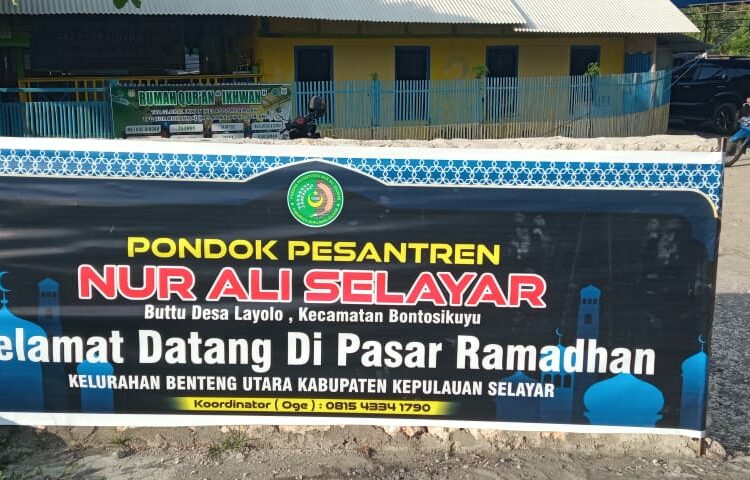 RUMAH QUR'AN "IKHWAN"
PONDOK PESANTREN
NUR ALI SELAYAR
Buttu Desa Layolo , Kecamatan Bontosikuyu
elamat Datang Di Pasar Ramadhan
KELURAHAN BENTENG UTARA KABUPATEN KEPULAUAN SELAYAR
Koordinator ( Oge ) : 0815 4334 1790